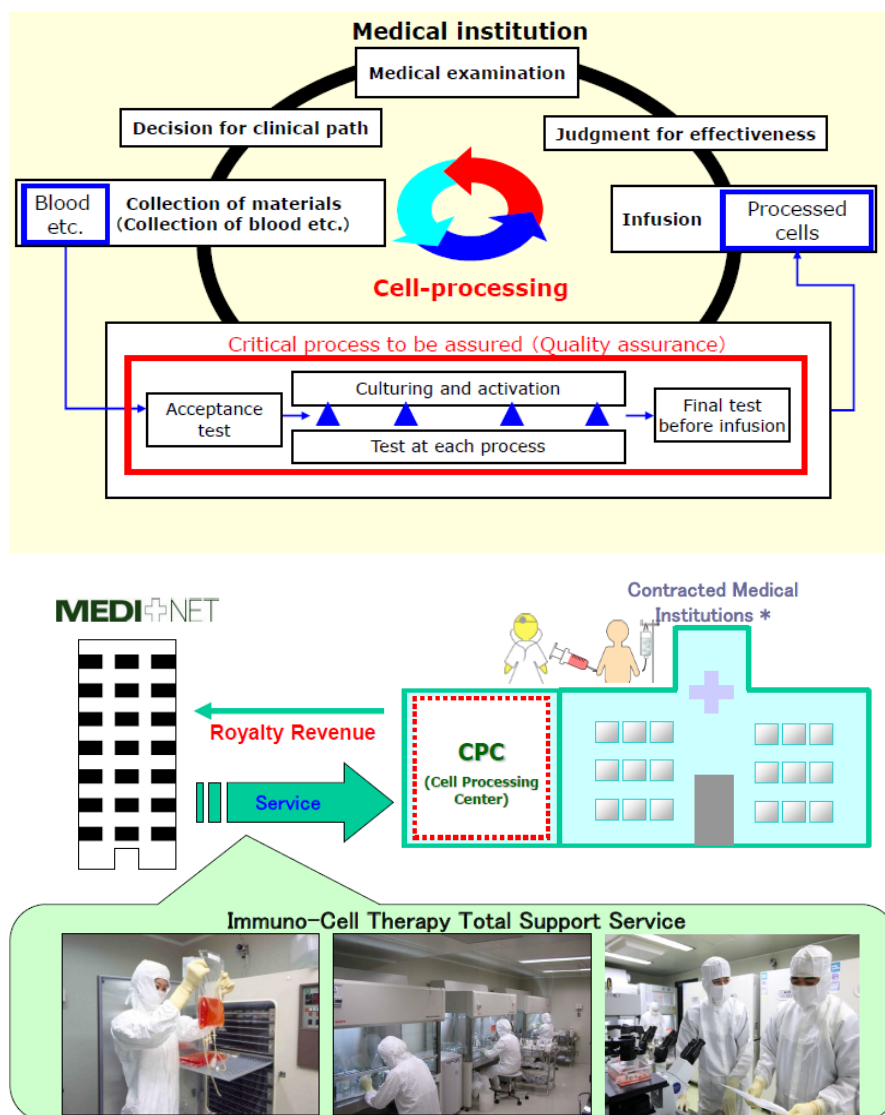 Medical institution
Medical examination
Decision for clinical path
Judgment for effectiveness
Blood
etc.
Collection of materials
(Collection of blood etc.)
Infusion
Processed
cells
Cell-processing
Critical process to be assured (Quality assurance)
Acceptance
test
Culturing and activation
Test at each process
Final test
before infusion
MEDI NET
Contracted Medical
Institutions *
Royalty Revenue
Service
CPC
(Cell Processing
Center)
Immuno-Cell Therapy Total Support Service